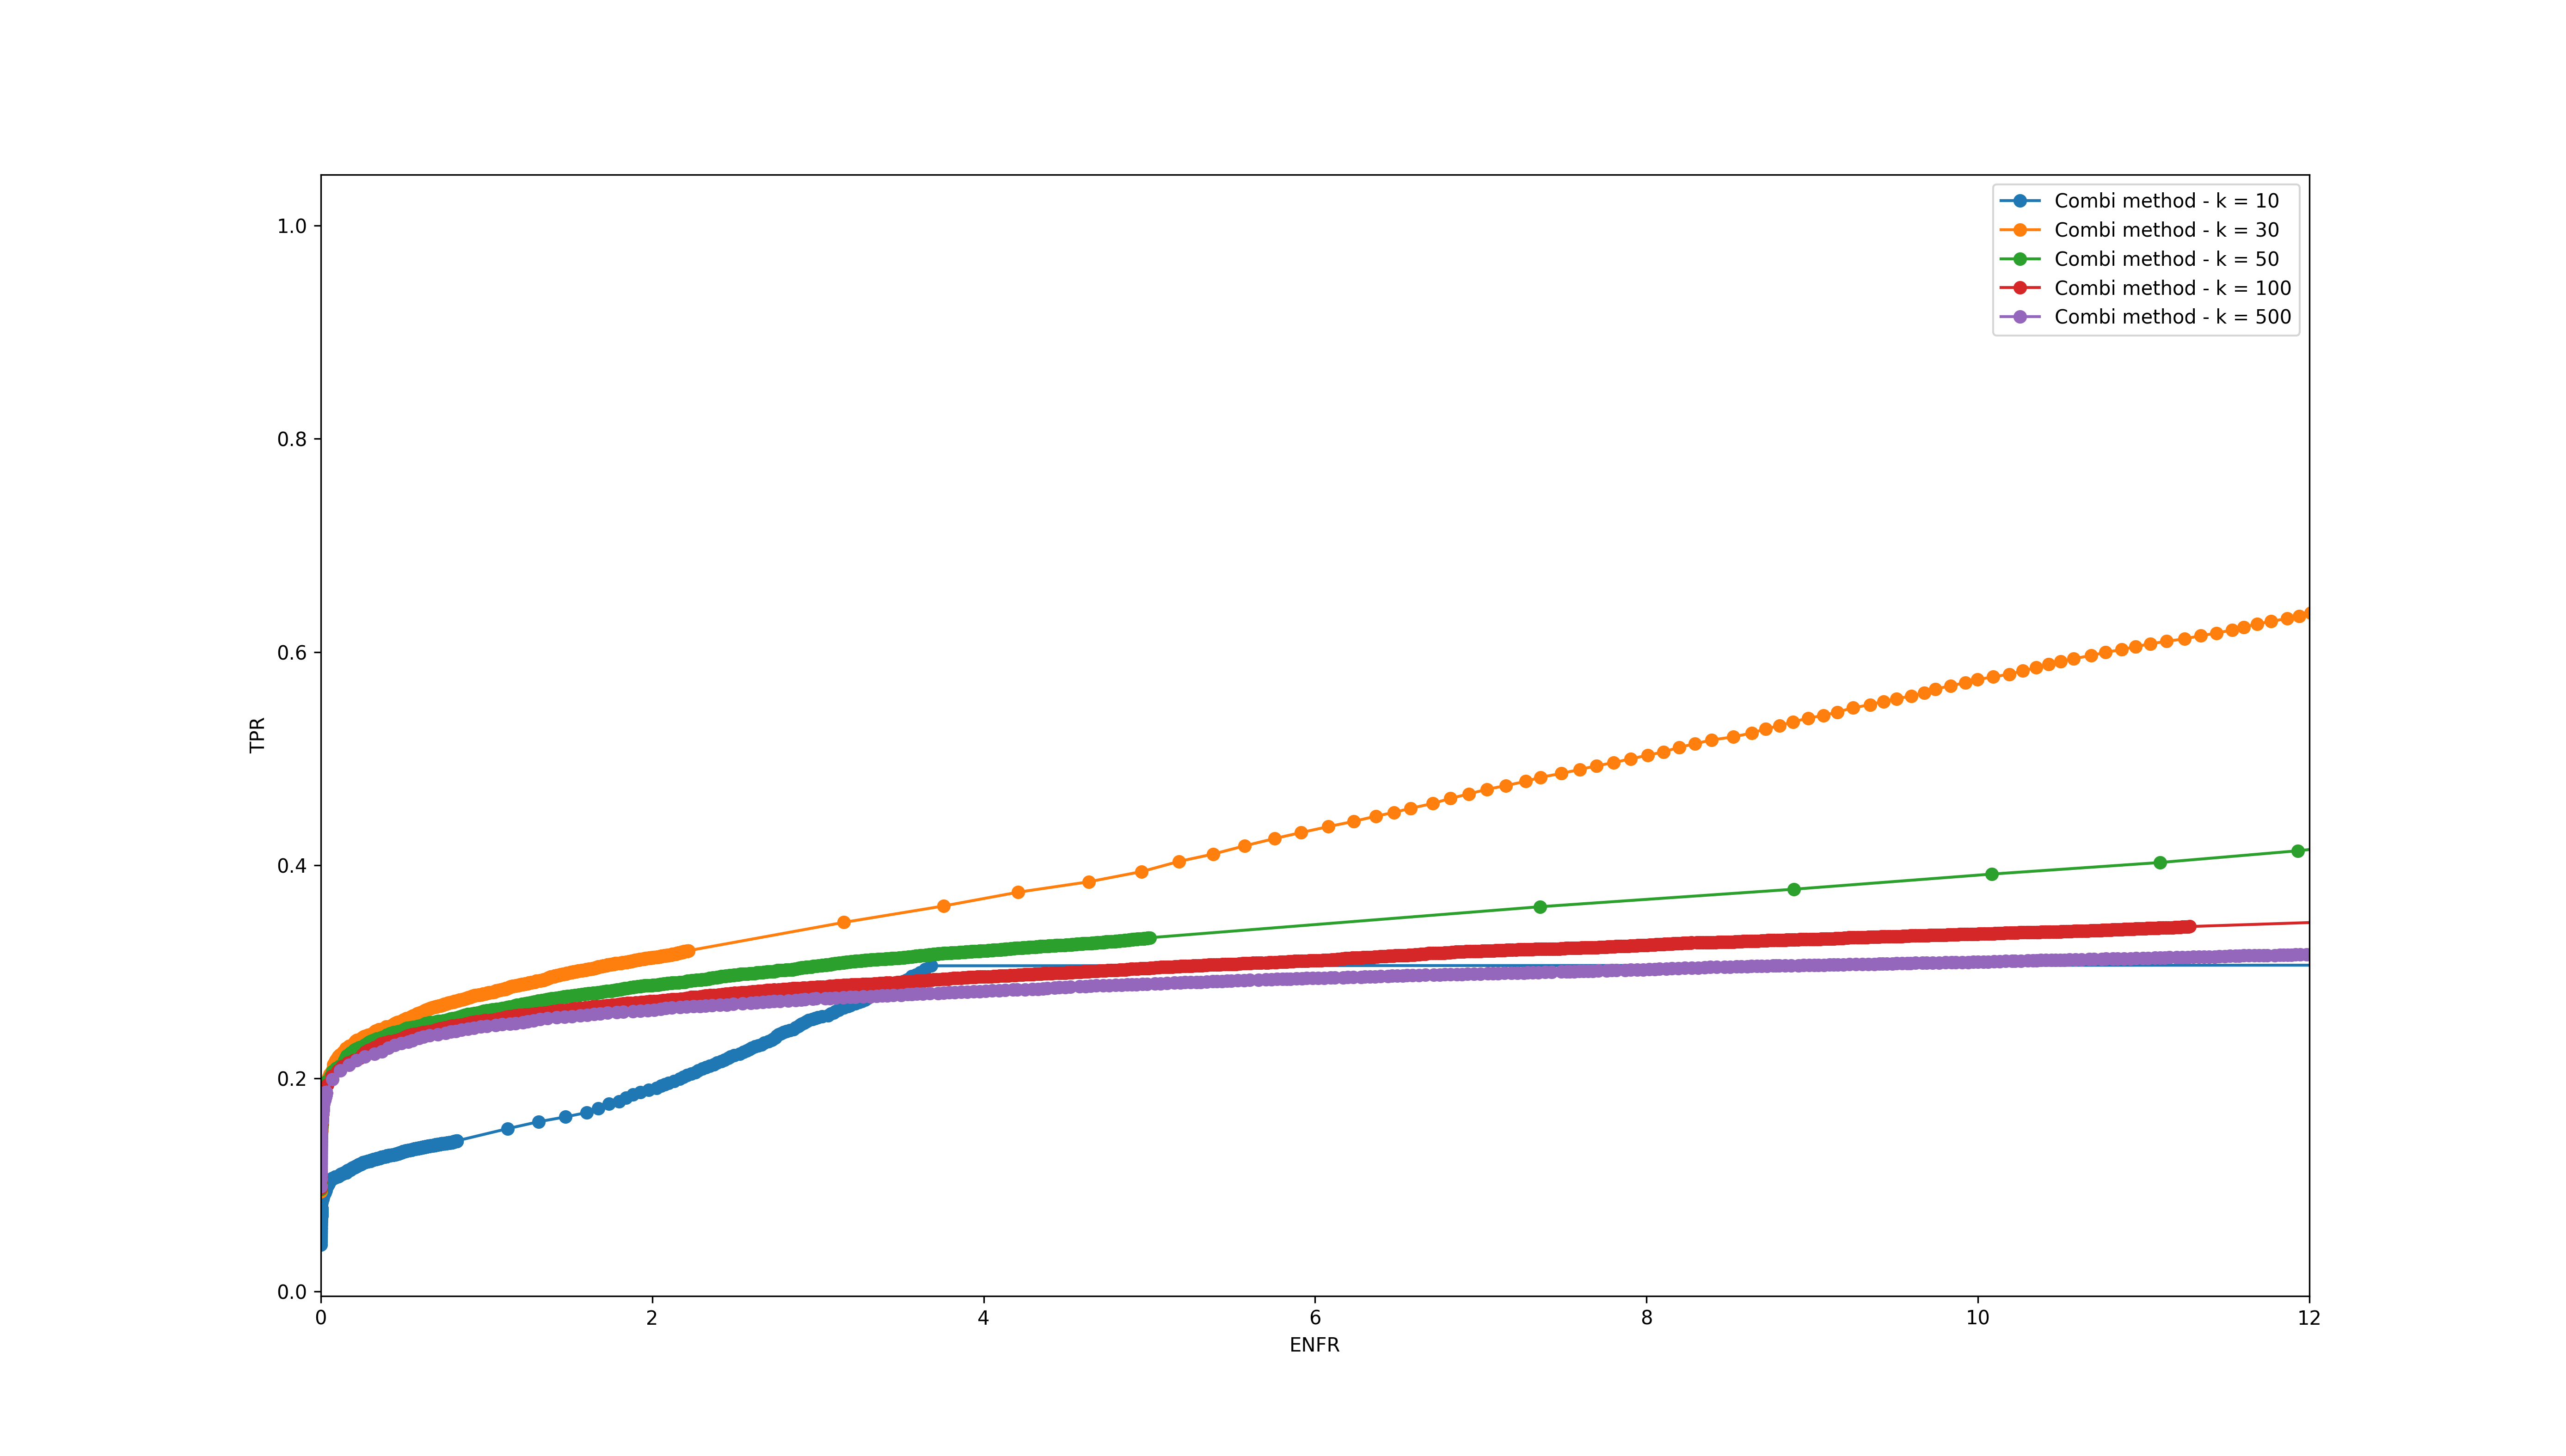 Combi method - k = 10
Combi method - k = 30
Combi method - k = 50
Combi method - k = 100
Combi method - k = 500
1.0
0.8
0.6
0.4
0.2
0.0
TPR
0 2 4 6 8 10 12
ENFR